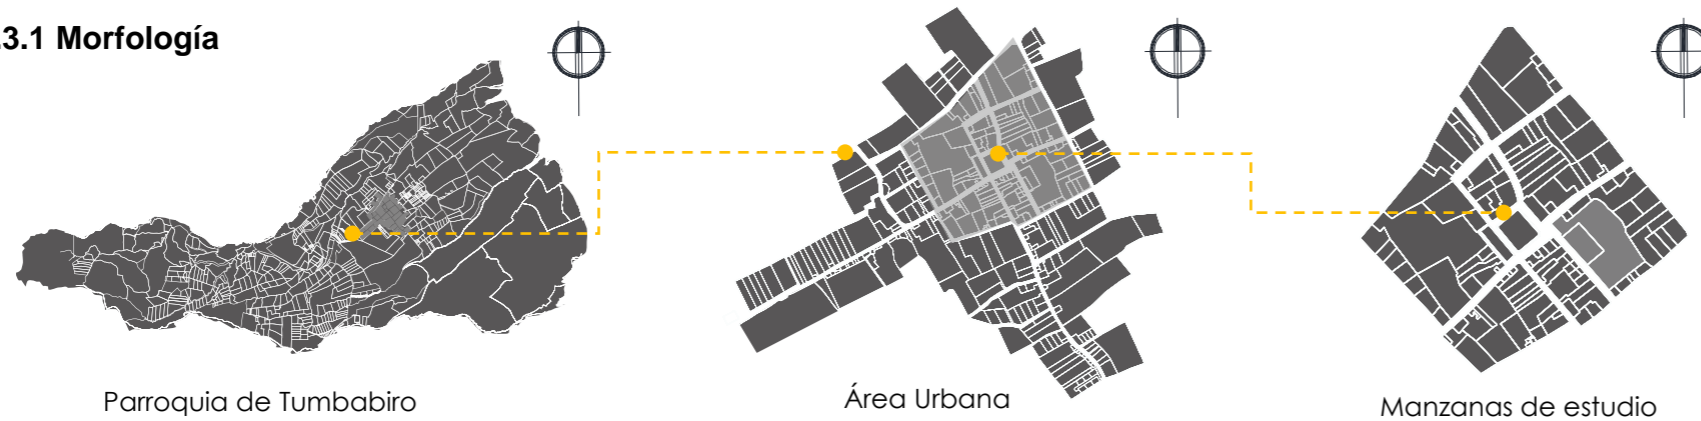 .3.1 Morfología
Parroquia de Tumbabiro
Área Urbana
Manzanas de estudio